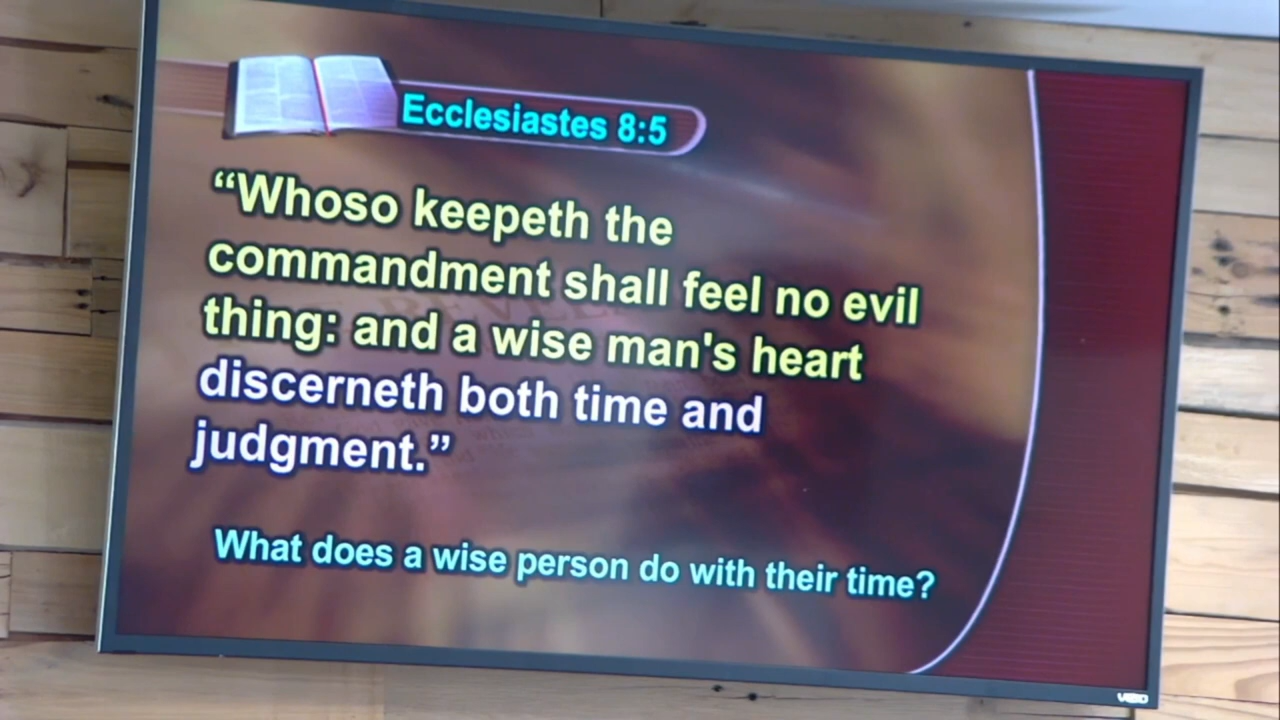 Ecclesiastes 8:5
“Whoso keepeth the
commandment shall feel no evil
thing: and a wise man's heart
discerneth both time and
judgment.”
What does a wise person do with their time?
VIZIO